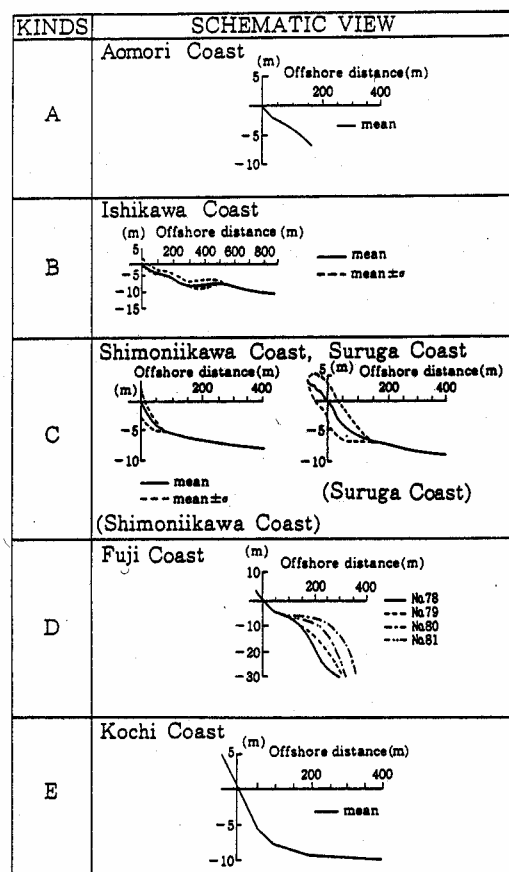 KINDS SCHEMATIC VIEW
A
Aomori Coast
(m)
Offshore distance(m)
5
200 400
-5
-10
mean
B
Ishikawa Coast
(m) Offshore distance (m)
5
200 400 600 800
-5
-10
-15
mean
mean±σ
C
Shimoniikawa Coast, Suruga Coast
Offshore distance(m)
(m)
200 400
-5
-10
mean
mean±σ
(Shimoniikawa Coast)
5 (m) Offshore distance(m)
200 400
-5
-10
(Suruga Coast)
D
Fuji Coast
(m) Offshore distance(m)
10
200 400
-10
-20
-30
No.78
No.79
No.80
No.81
E
Kochi Coast
5 (m) Offshore distance(m)
200 400
-5
-10
mean